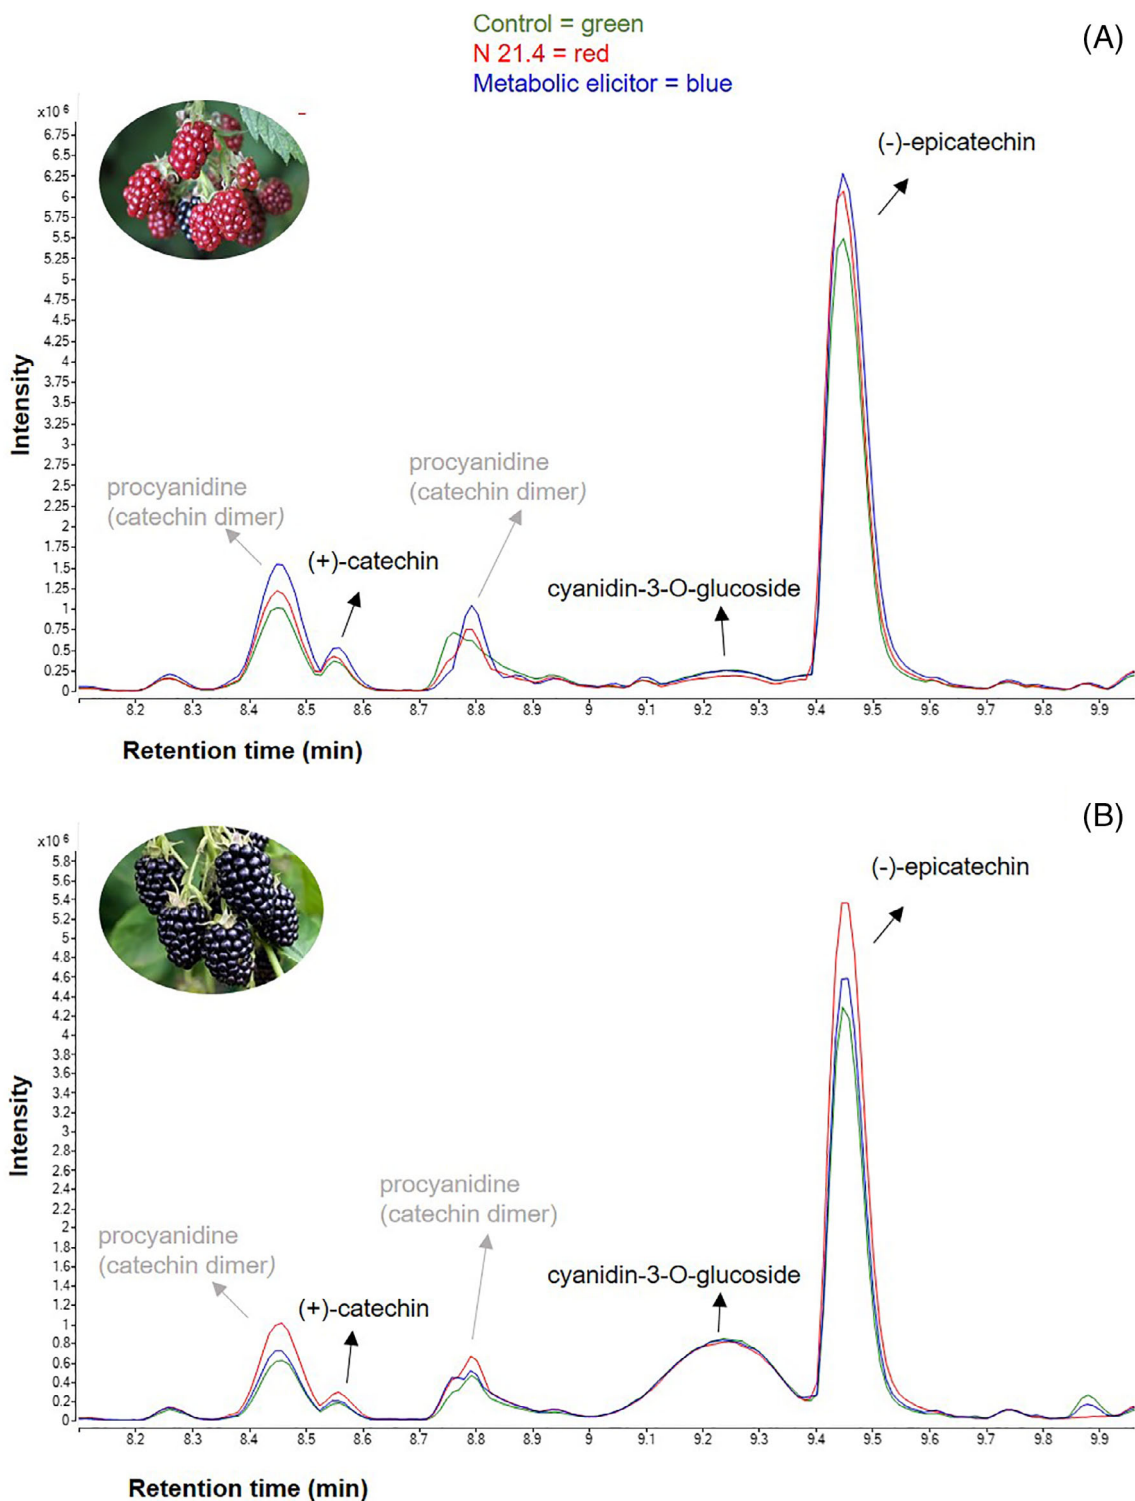 Control = green
N 21.4 = red
Metabolic elicitor = blue
(A)
x10 6
6.75
6.5
6.25
6
5.75
5.5
5.25
5
4.75
4.5
4.25
4
3.75
3.5
3.25
3
2.75
2.5
2.25
2
1.75
1.5
1.25
1
0.75
0.5
0.25
0
Intensity
(-)-epicatechin
procyanidine
(catechin dimer)
procyanidine
(catechin dimer)
(+)-catechin
cyanidin-3-O-glucoside
8.2 8.3 8.4 8.5 8.6 8.7 8.8 8.9 9 9.1 9.2 9.3 9.4 9.5 9.6 9.7 9.8 9.9
Retention time (min)
(B)
x10 6
5.8
5.6
5.4
5.2
5
4.8
4.6
4.4
4.2
4
3.8
3.6
3.4
3.2
3
2.8
2.6
2.4
2.2
2
1.8
1.6
1.4
1.2
1
0.8
0.6
0.4
0.2
0
Intensity
(-)-epicatechin
procyanidine
(catechin dimer)
procyanidine
(catechin dimer)
cyanidin-3-O-glucoside
(+)-catechin
8.2 8.3 8.4 8.5 8.6 8.7 8.8 8.9 9 9.1 9.2 9.3 9.4 9.5 9.6 9.7 9.8 9.9
Retention time (min)